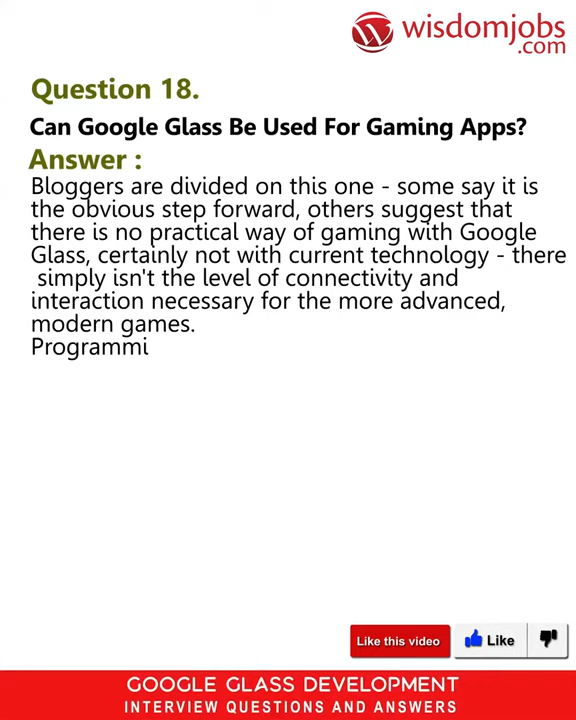 wisdomjobs
.com
Question 18.
Can Google Glass Be Used For Gaming Apps?
Answer :
Bloggers are divided on this one - some say it is
the obvious step forward, others suggest that
there is no practical way of gaming with Google
Glass, certainly not with current technology - there
simply isn't the level of connectivity and
interaction necessary for the more advanced,
modern games.
Programmi
Like this video
Like
GOOGLE GLASS DEVELOPMENT
INTERVIEW QUESTIONS AND ANSWERS